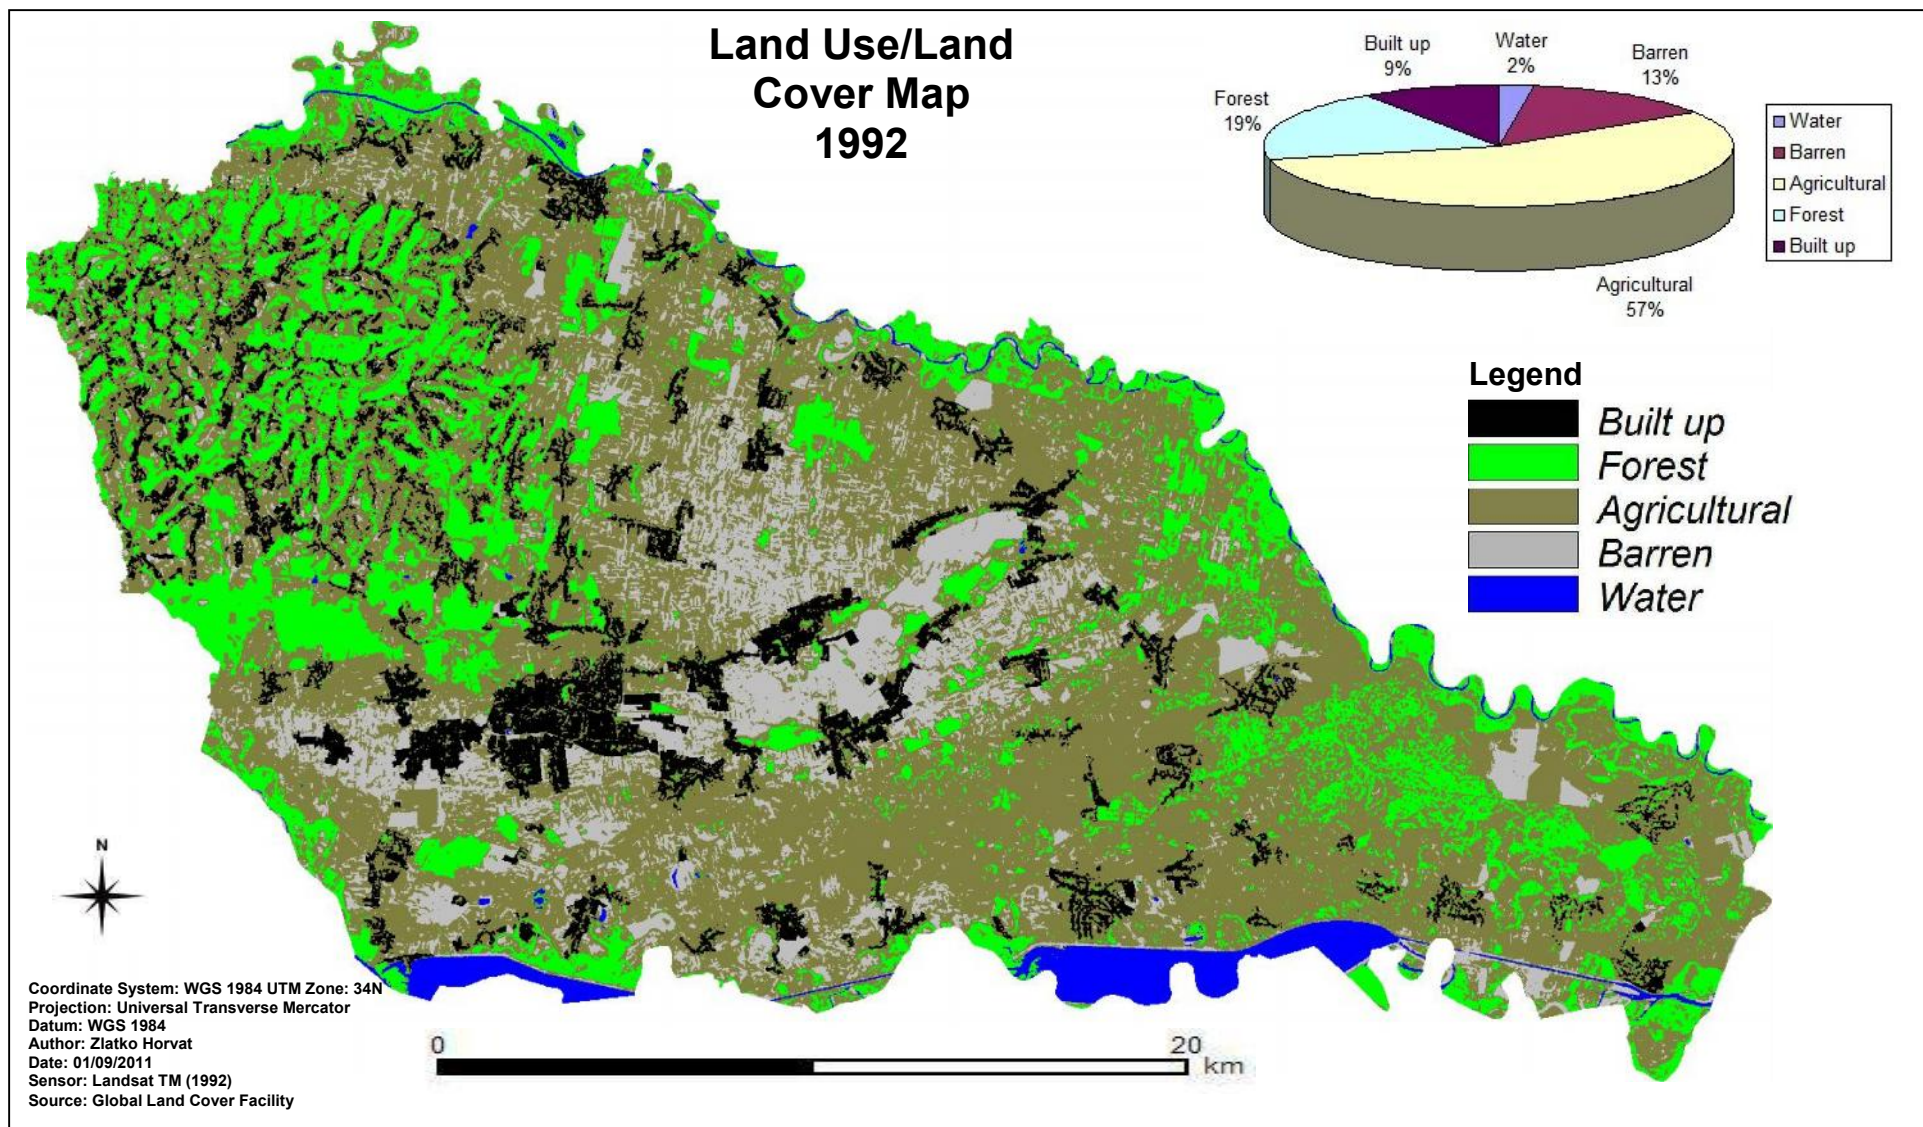 Land Use/Land
Cover Map
1992
Built up
9%
Water
2%
Barren
13%
Forest
19%
Agricultural
57%
Water
Barren
Agricultural
Forest
Built up
Legend
Built up
Forest
Agricultural
Barren
Water
N
Coordinate System: WGS 1984 UTM Zone: 34N
Projection: Universal Transverse Mercator
Datum: WGS 1984
Author: Zlatko Horvat
Date: 01/09/2011
Sensor: Landsat TM (1992)
Source: Global Land Cover Facility
0 20
km